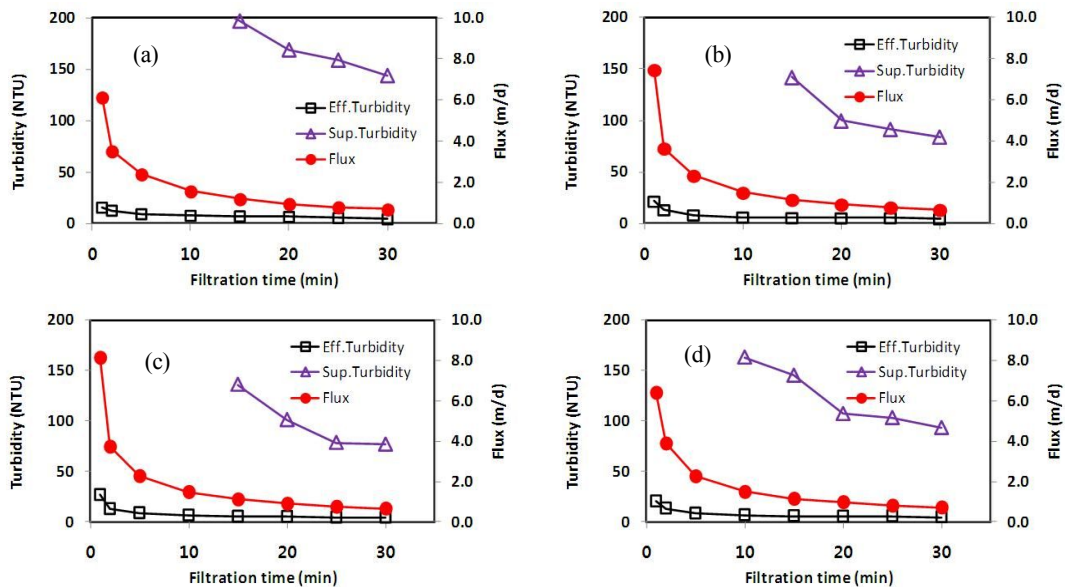 (a)
Turbidity (NTU)
200
150
100
50
0
10.0
8.0
6.0
4.0
2.0
0.0
Flux (m/d)
Eff.Turbidity
Sup.Turbidity
Flux
0 10 20 30
Filtration time (min)
(b)
Turbidity (NTU)
200
150
100
50
0
10.0
8.0
6.0
4.0
2.0
0.0
Flux (m/d)
Eff.Turbidity
Sup.Turbidity
Flux
0 10 20 30
Filtration time (min)
(c)
Turbidity (NTU)
200
150
100
50
0
10.0
8.0
6.0
4.0
2.0
0.0
Flux (m/d)
Eff.Turbidity
Sup.Turbidity
Flux
0 10 20 30
Filtration time (min)
(d)
Turbidity (NTU)
200
150
100
50
0
10.0
8.0
6.0
4.0
2.0
0.0
Flux (m/d)
Eff.Turbidity
Sup.Turbidity
Flux
0 10 20 30
Filtration time (min)